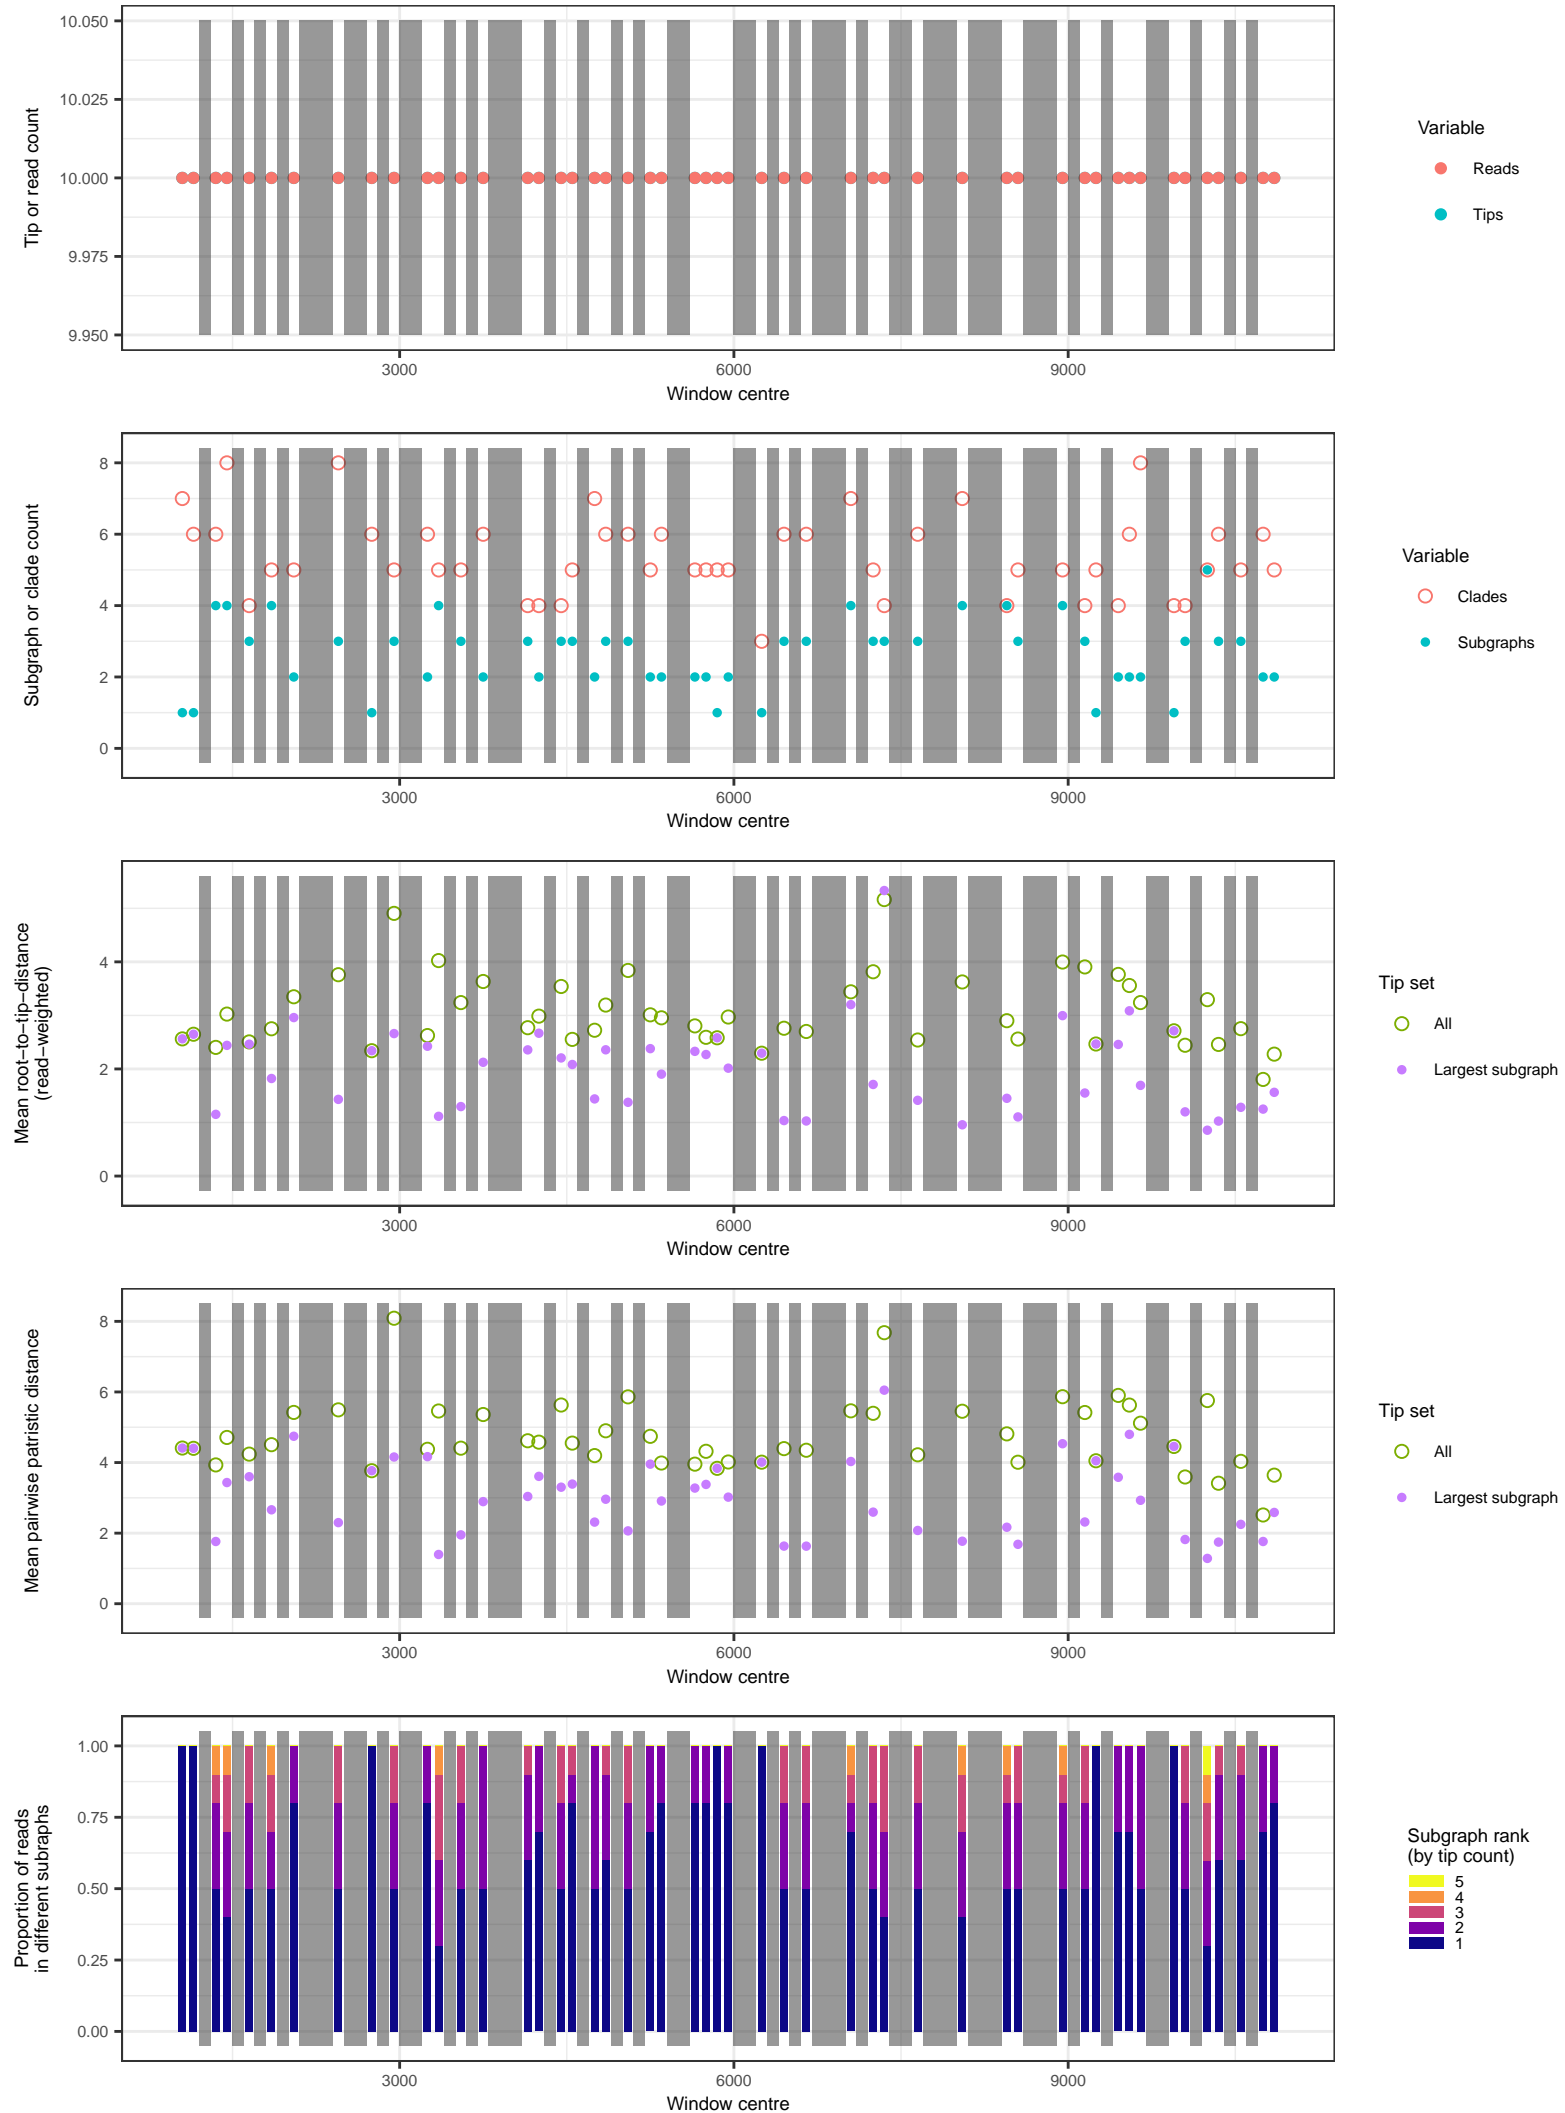 10.050
10.025
10.000
9.975
9.950
Tip or read count
3000
6000
9000
Window centre
Variable
Reads
Tips
8
6
4
2
0
Subgraph or clade count
3000
6000
9000
Window centre
Variable
Clades
Subgraphs
4
2
0
Mean root−to−tip−distance
(read−weighted)
3000
6000
9000
Window centre
Tip set
All
Largest subgraph
8
6
4
2
0
Mean pairwise patristic distance
3000
6000
9000
Window centre
Tip set
All
Largest subgraph
1.00
0.75
0.50
0.25
0.00
Proportion of reads
in different subraphs
3000
6000
9000
Window centre
Subgraph rank
(by tip count)
5
4
3
2
1